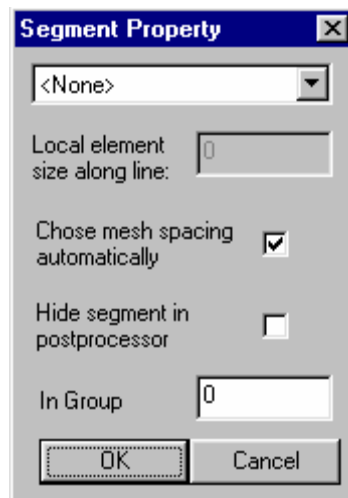 Segment Property
<None>
Local element
size along line:
0
Chose mesh spacing
automatically
Hide segment in
postprocessor
In Group
0
OK
Cancel